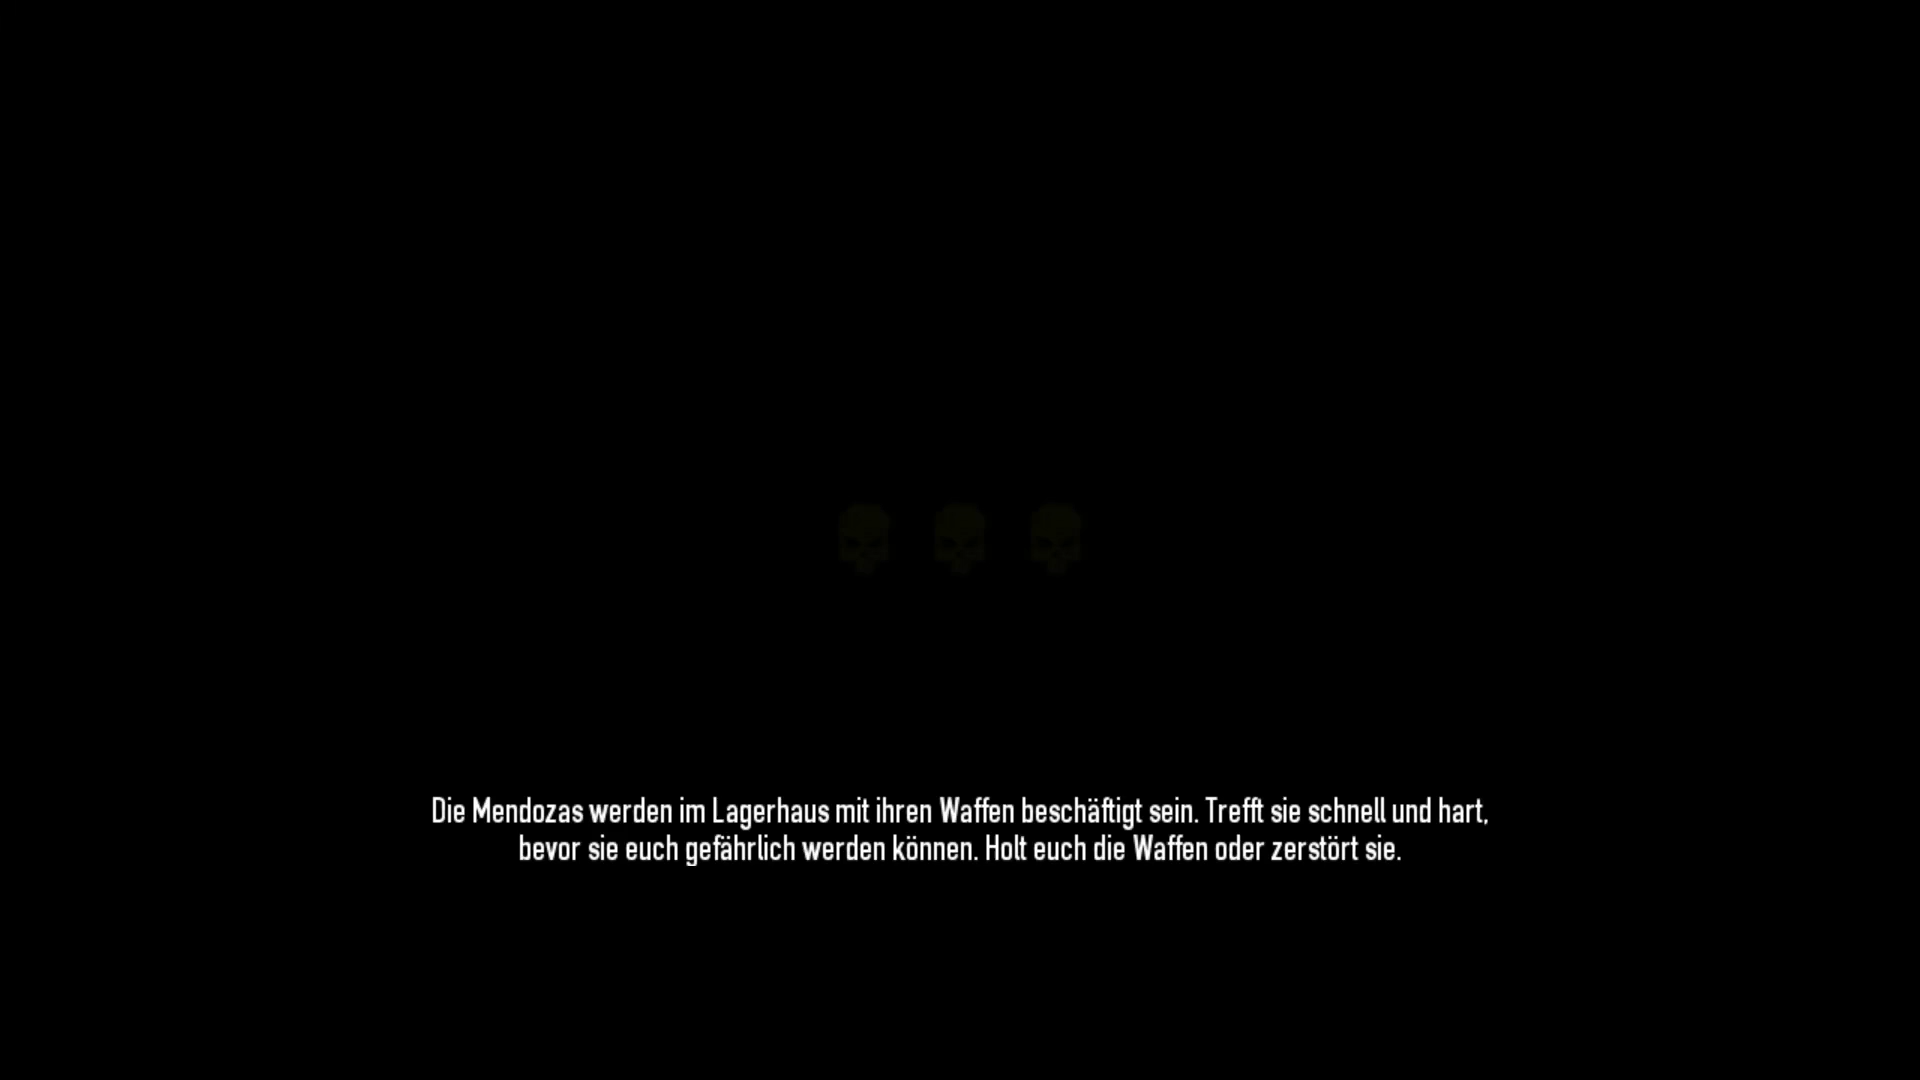 Die Mendozas werden im Lagerhaus mit ihren Waffen beschäftigt sein. Trefft sie schnell und hart,
bevor sie euch gefährlich werden können. Holt euch die Waffen oder zerstört sie.